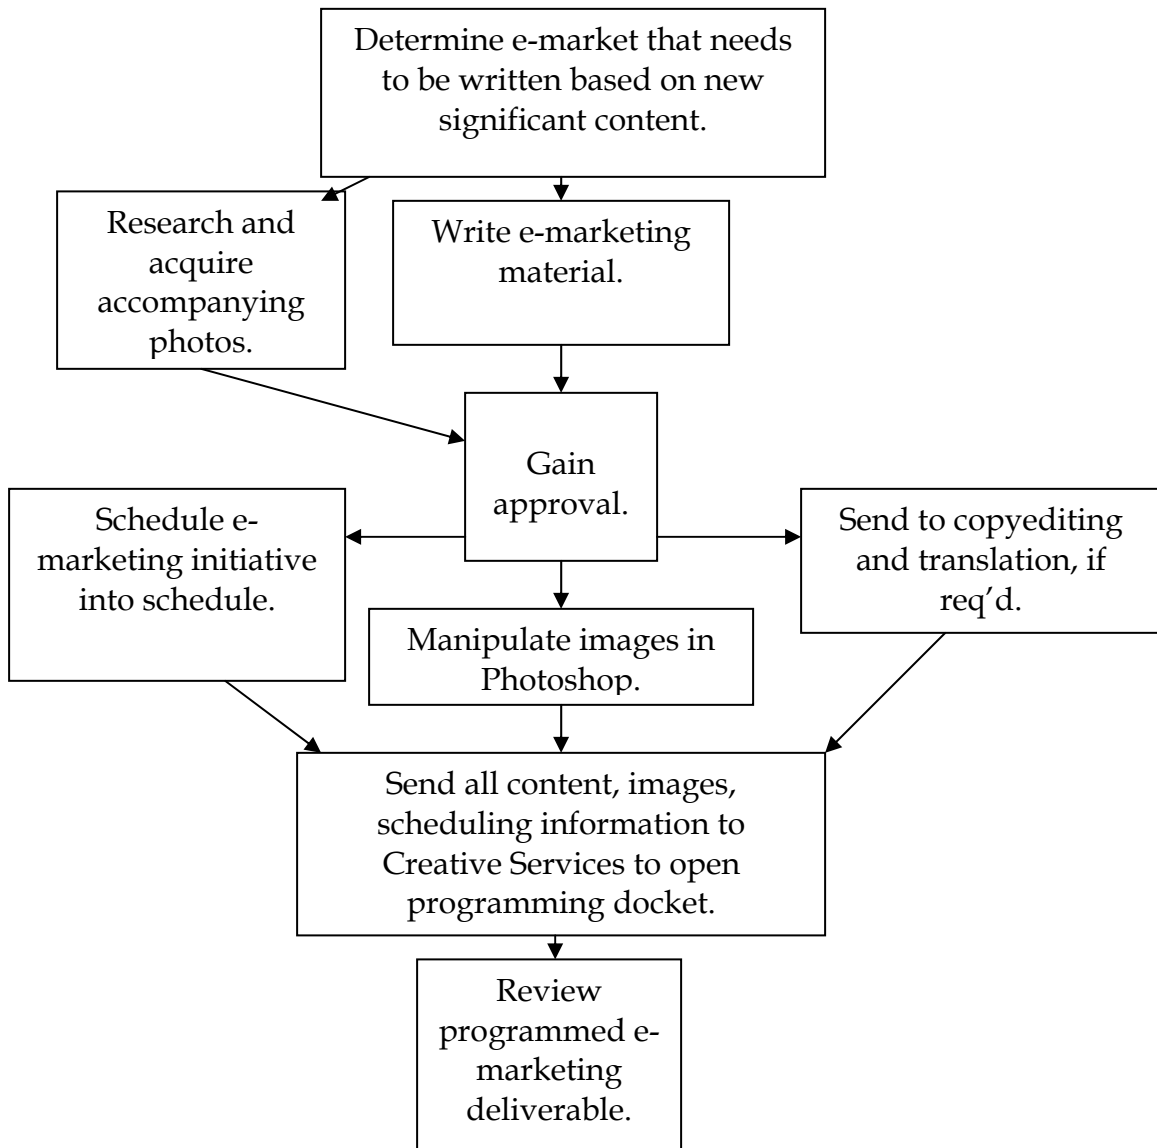 Determine e-market that needs
to be written based on new
significant content.
Research and
acquire
accompanying
photos.
Write e-marketing
material.
Gain
approval.
Schedule e-
marketing initiative
into schedule.
Manipulate images in
Photoshop.
Send to copyediting
and translation, if
req’d.
Send all content, images,
scheduling information to
Creative Services to open
programming docket.
Review
programmed e-
marketing
deliverable.